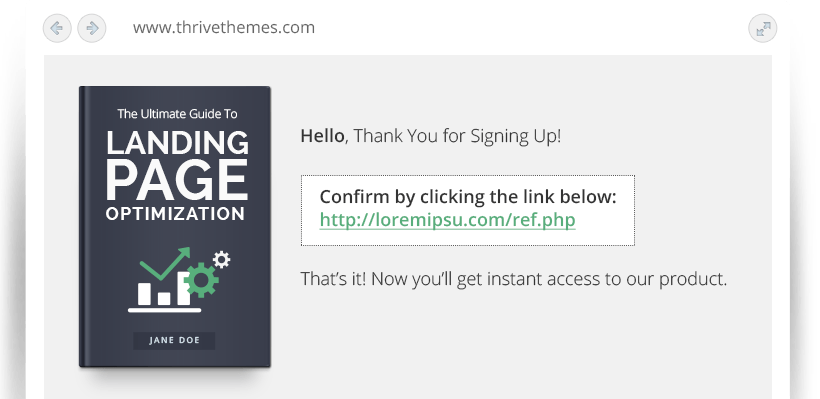 www.thrivethemes.com
The Ultimate Guide To
LANDING
PAGE
OPTIMIZATION
JANE DOE
Hello, Thank You for Signing Up!
Confirm by clicking the link below:
http://loremipsu.com/ref.php
That's it! Now you'll get instant access to our product.